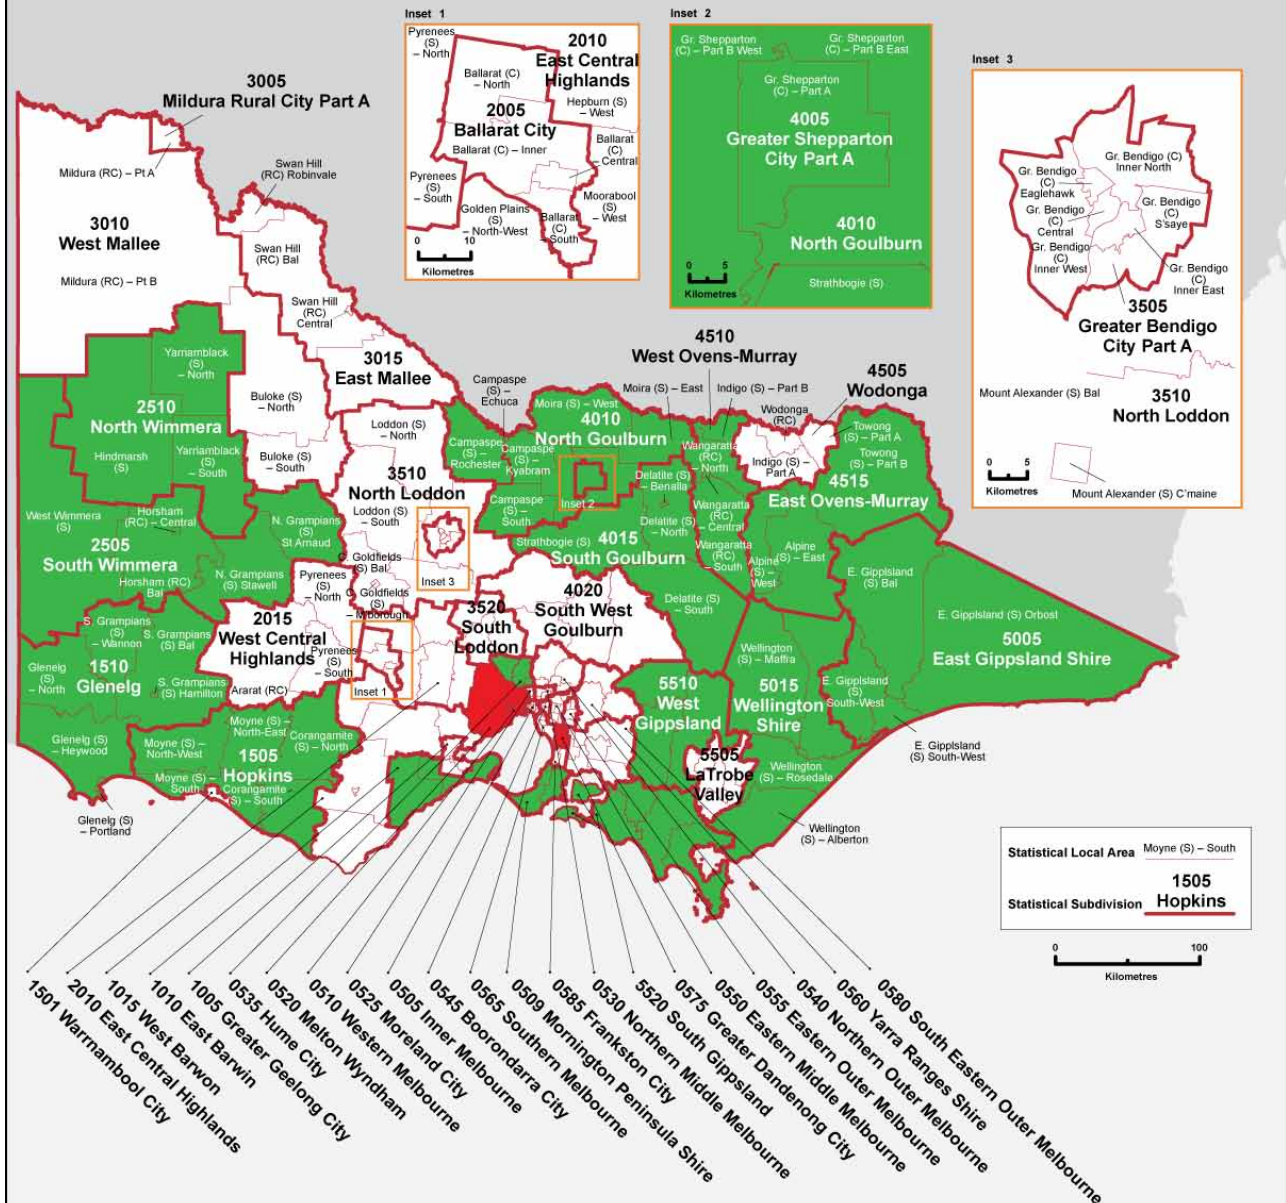 Inset 1
Pyrenees
(S)
– North
Ballarat (C)
– North
2010
East Central
Highlands
Hepburn (S)
– West
2005
Ballarat City
Ballarat (C) – Inner
Ballarat
(C)
– Central
Pyrenees
(S)
– South
Golden Plains
(S)
– North-West
Ballarat
(C)
– South
Moorabool
(S)
– West
0 10
Kilometres
Inset 2
Gr. Shepparton
(C) – Part B West
Gr. Shepparton
(C) – Part B East
Gr. Shepparton
(C) – Part A
4005
Greater Shepparton
City Part A
4010
North Goulburn
0 5
Kilometres
Strathbogie (S)
Inset 3
Gr. Bendigo (C)
Inner North
Gr. Bendigo
(C)
Eaglehawk
Gr. Bendigo
(C)
Central
Gr. Bendigo
(C)
S'saye
Gr. Bendigo
(C)
Inner West
Gr. Bendigo
(C)
Inner East
3505
Greater Bendigo
City Part A
Mount Alexander (S) Bal
3510
North Loddon
0 5
Kilometres
Mount Alexander (S) C'maine
3005
Mildura Rural City Part A
Mildura (RC) – Pt A
Swan Hill
(RC) Robinvale
3010
West Mallee
Mildura (RC) – Pt B
Swan Hill
(RC) Bal
Swan Hill
(RC)
Central
3015
East Mallee
Yarriamblack
(S)
– North
2510
North Wimmera
Hindmarsh
(S)
Yarriamblack
(S)
– South
Buloke (S)
– North
Buloke (S)
– South
Loddon (S)
– North
3510
North Loddon
Loddon (S)
– South
C. Goldfields
(S) Bal
C. Goldfields
(S)
– M'borough
Inset 3
Campaspe
(S) –
Echuca
Campaspe
(S) –
Rochester
Campaspe
(S) –
Kyabram
Campaspe
(S) –
South
Moira (S) – West
4010
North Goulburn
Moira (S) – East
Inset 2
4510
West Ovens-Murray
Indigo (S) – Part B
Wodonga
(RC)
4505
Wodonga
Indigo (S) –
Part A
Towong
(S) – Part A
Towong
(S) – Part B
4515
East Ovens-Murray
Wangaratta
(RC)
– North
Wangaratta
(RC)
– Central
Wangaratta
(RC)
– South
Delatite (S)
– Benalla
Delatite (S)
– North
Strathbogie (S)
4015
South Goulburn
Delatite (S)
– South
Alpine
(S) –
West
Alpine
(S) – East
West Wimmera
(S)
Horsham
(RC) – Central
2505
South Wimmera
Horsham (RC)
Bal
N. Grampians
(S)
St Arnaud
N. Grampians
(S) Stawell
Pyrenees
(S)
– North
2015
West Central
Highlands
Pyrenees
(S)
– South
Ararat (RC)
Inset 1
3520
South
Loddon
4020
South West
Goulburn
S. Grampians
(S)
– Wannon
S. Grampians
(S) Bal
Glenelg
(S)
– North
1510
Glenelg
S. Grampians
(S) Hamilton
Glenelg (S)
– Heywood
Glenelg (S)
– Portland
Moyne (S) –
North-East
Moyne (S) –
North-West
Corangamite
(S) – North
1505
Hopkins
Moyne (S) –
South
Corangamite
(S) – South
E. Gipplsland
(S) Bal
E. Gipplsland (S) Orbost
5005
East Gippsland Shire
E. Gipplsland
(S)
South-West
E. Gipplsland
(S) South-West
Wellington
(S) –
Maffra
5015
Wellington
Shire
5510
West
Gippsland
5505
LaTrobe
Valley
Wellington
(S) –
Rosedale
Wellington
(S) – Alberton
Statistical Local Area
Moyne (S) – South
Statistical Subdivision
1505
Hopkins
0 100
Kilometres
1501 Warrnambool City
2010 East Central Highlands
1015 West Barwon
1010 East Barwin
1005 Greater Geelong City
0535 Hume City
0520 Melton Wyndham
0510 Western Melbourne
0525 Moreland City
0505 Inner Melbourne
0545 Boorondarra City
0565 Southern Melbourne
0509 Mornington Peninsula Shire
0585 Frankston City
0530 Northern Middle Melbourne
5520 South Gippsland
0575 Greater Dandenong City
0550 Eastern Middle Melbourne
0555 Eastern Outer Melbourne
0540 Northern Outer Melbourne
0560 Yarra Ranges Shire
0580 South Eastern Outer Melbourne